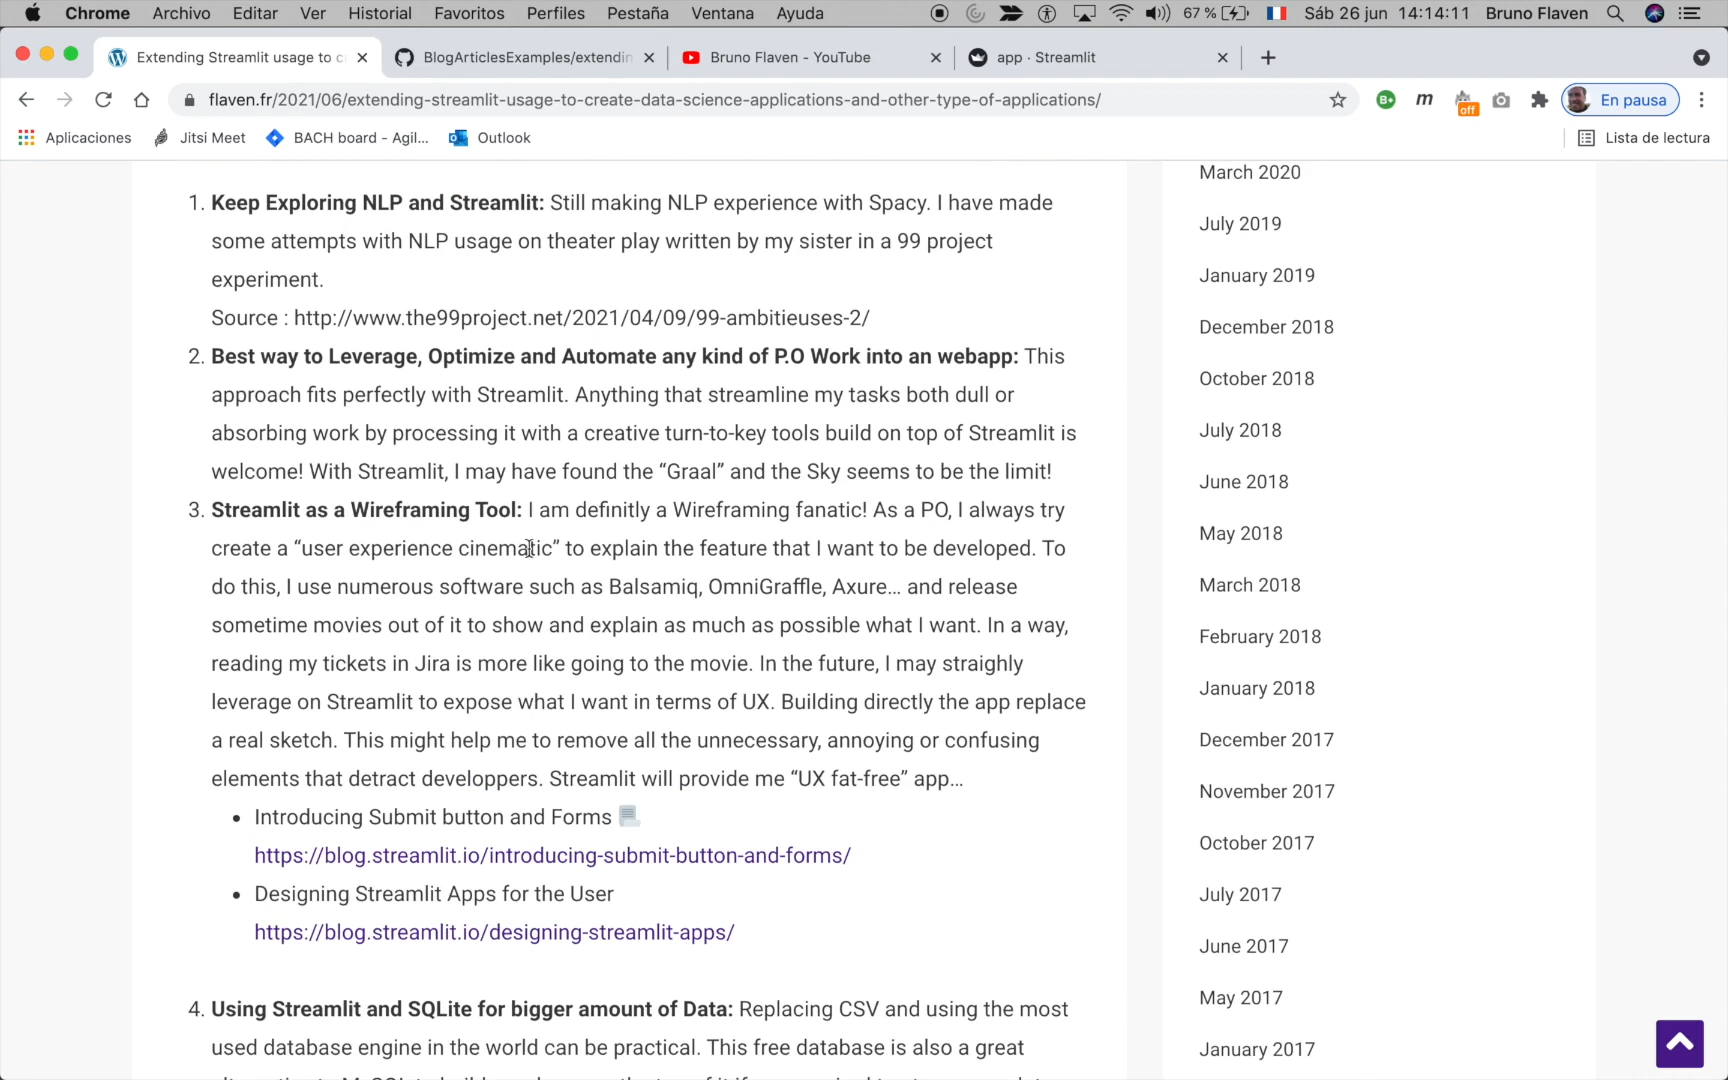 Chrome Archivo Editar Ver Historial Favoritos Perfiles Pestaña Ventana Ayuda 67 % Sáb 26 jun 14:14:11 Bruno Flaven
Extending Streamlit usage to c
BlogArticlesExamples/extendin
Bruno Flaven - YouTube
app · Streamlit
flaven.fr/2021/06/extending-streamlit-usage-to-create-data-science-applications-and-other-type-of-applications/
B+ m off En pausa
Aplicaciones Jitsi Meet BACH board - Agil... Outlook Lista de lectura
1. Keep Exploring NLP and Streamlit: Still making NLP experience with Spacy. I have made
some attempts with NLP usage on theater play written by my sister in a 99 project
experiment.
Source : http://www.the99project.net/2021/04/09/99-ambitieuses-2/
2. Best way to Leverage, Optimize and Automate any kind of P.O Work into an webapp: This
approach fits perfectly with Streamlit. Anything that streamline my tasks both dull or
absorbing work by processing it with a creative turn-to-key tools build on top of Streamlit is
welcome! With Streamlit, I may have found the “Graal” and the Sky seems to be the limit!
3. Streamlit as a Wireframing Tool: I am definitly a Wireframing fanatic! As a PO, I always try
create a “user experience cinematic” to explain the feature that I want to be developed. To
do this, I use numerous software such as Balsamiq, OmniGraffle, Axure… and release
sometime movies out of it to show and explain as much as possible what I want. In a way,
reading my tickets in Jira is more like going to the movie. In the future, I may straighly
leverage on Streamlit to expose what I want in terms of UX. Building directly the app replace
a real sketch. This might help me to remove all the unnecessary, annoying or confusing
elements that detract developpers. Streamlit will provide me “UX fat-free” app…
• Introducing Submit button and Forms
https://blog.streamlit.io/introducing-submit-button-and-forms/
• Designing Streamlit Apps for the User
https://blog.streamlit.io/designing-streamlit-apps/
4. Using Streamlit and SQLite for bigger amount of Data: Replacing CSV and using the most
used database engine in the world can be practical. This free database is also a great
March 2020
July 2019
January 2019
December 2018
October 2018
July 2018
June 2018
May 2018
March 2018
February 2018
January 2018
December 2017
November 2017
October 2017
July 2017
June 2017
May 2017
January 2017